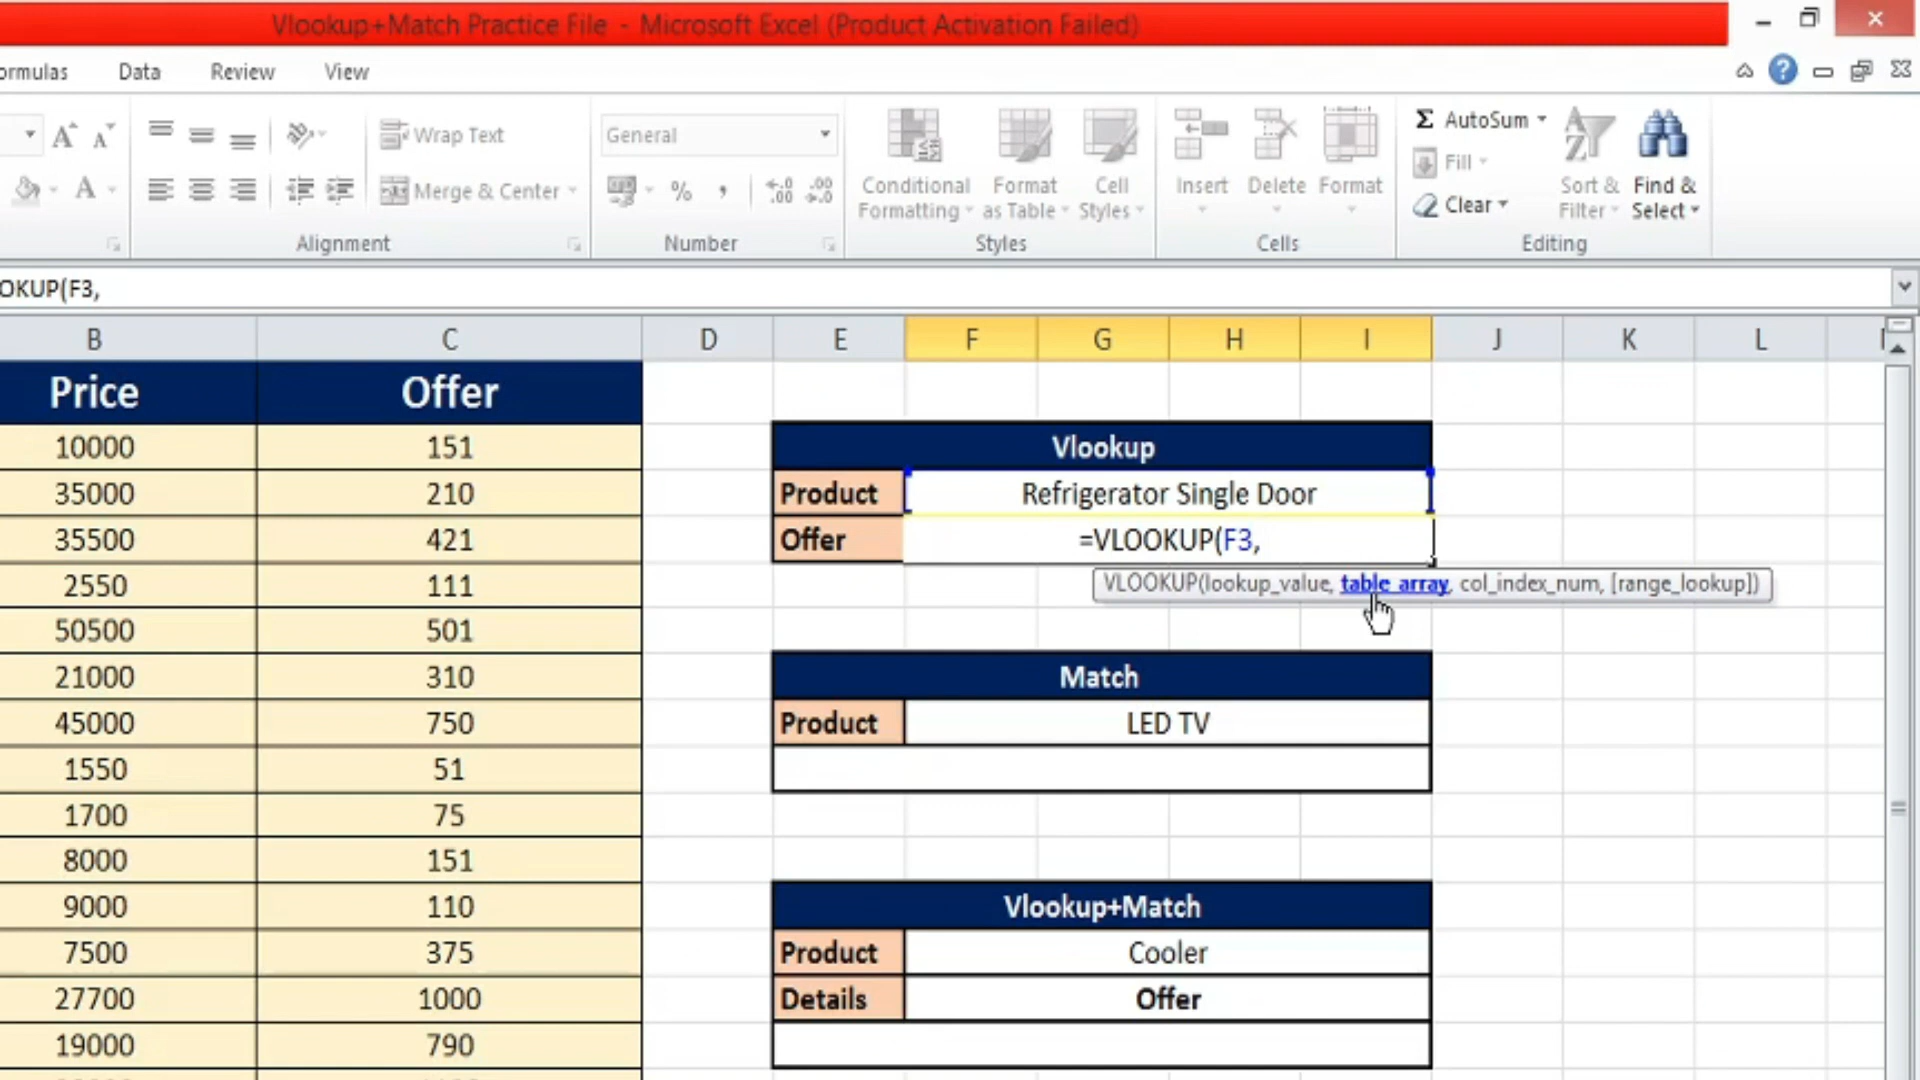 Vlookup+Match Practice File - Microsoft Excel (Product Activation Failed)
ormulas Data Review View
Wrap Text General Σ AutoSum
Fill
Merge & Center % , Conditional Formatting Format as Table Cell Styles Insert Delete Format Clear Sort & Filter Find & Select
Alignment Number Styles Cells Editing
OKUP(F3,
B C D E F G H I J K L
Price Offer
10000 151 Vlookup
35000 210 Product Refrigerator Single Door
35500 421 Offer =VLOOKUP(F3,
2550 111 VLOOKUP(lookup_value, table_array, col_index_num, [range_lookup])
50500 501
21000 310 Match
45000 750 Product LED TV
1550 51
1700 75
8000 151
9000 110 Vlookup+Match
7500 375 Product Cooler
27700 1000 Details Offer
19000 790